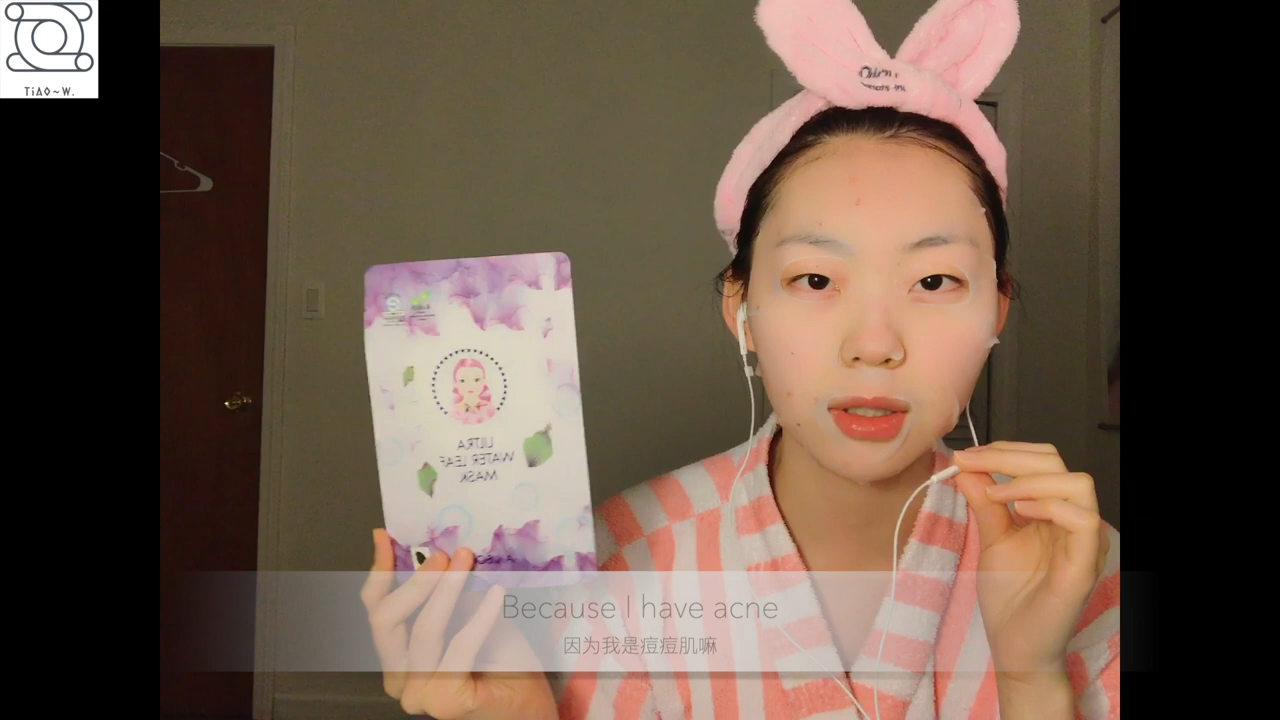 TiAO~W.
ULTRA
WATER LEAF
MASK
Because I have acne
因为我是痘痘肌嘛